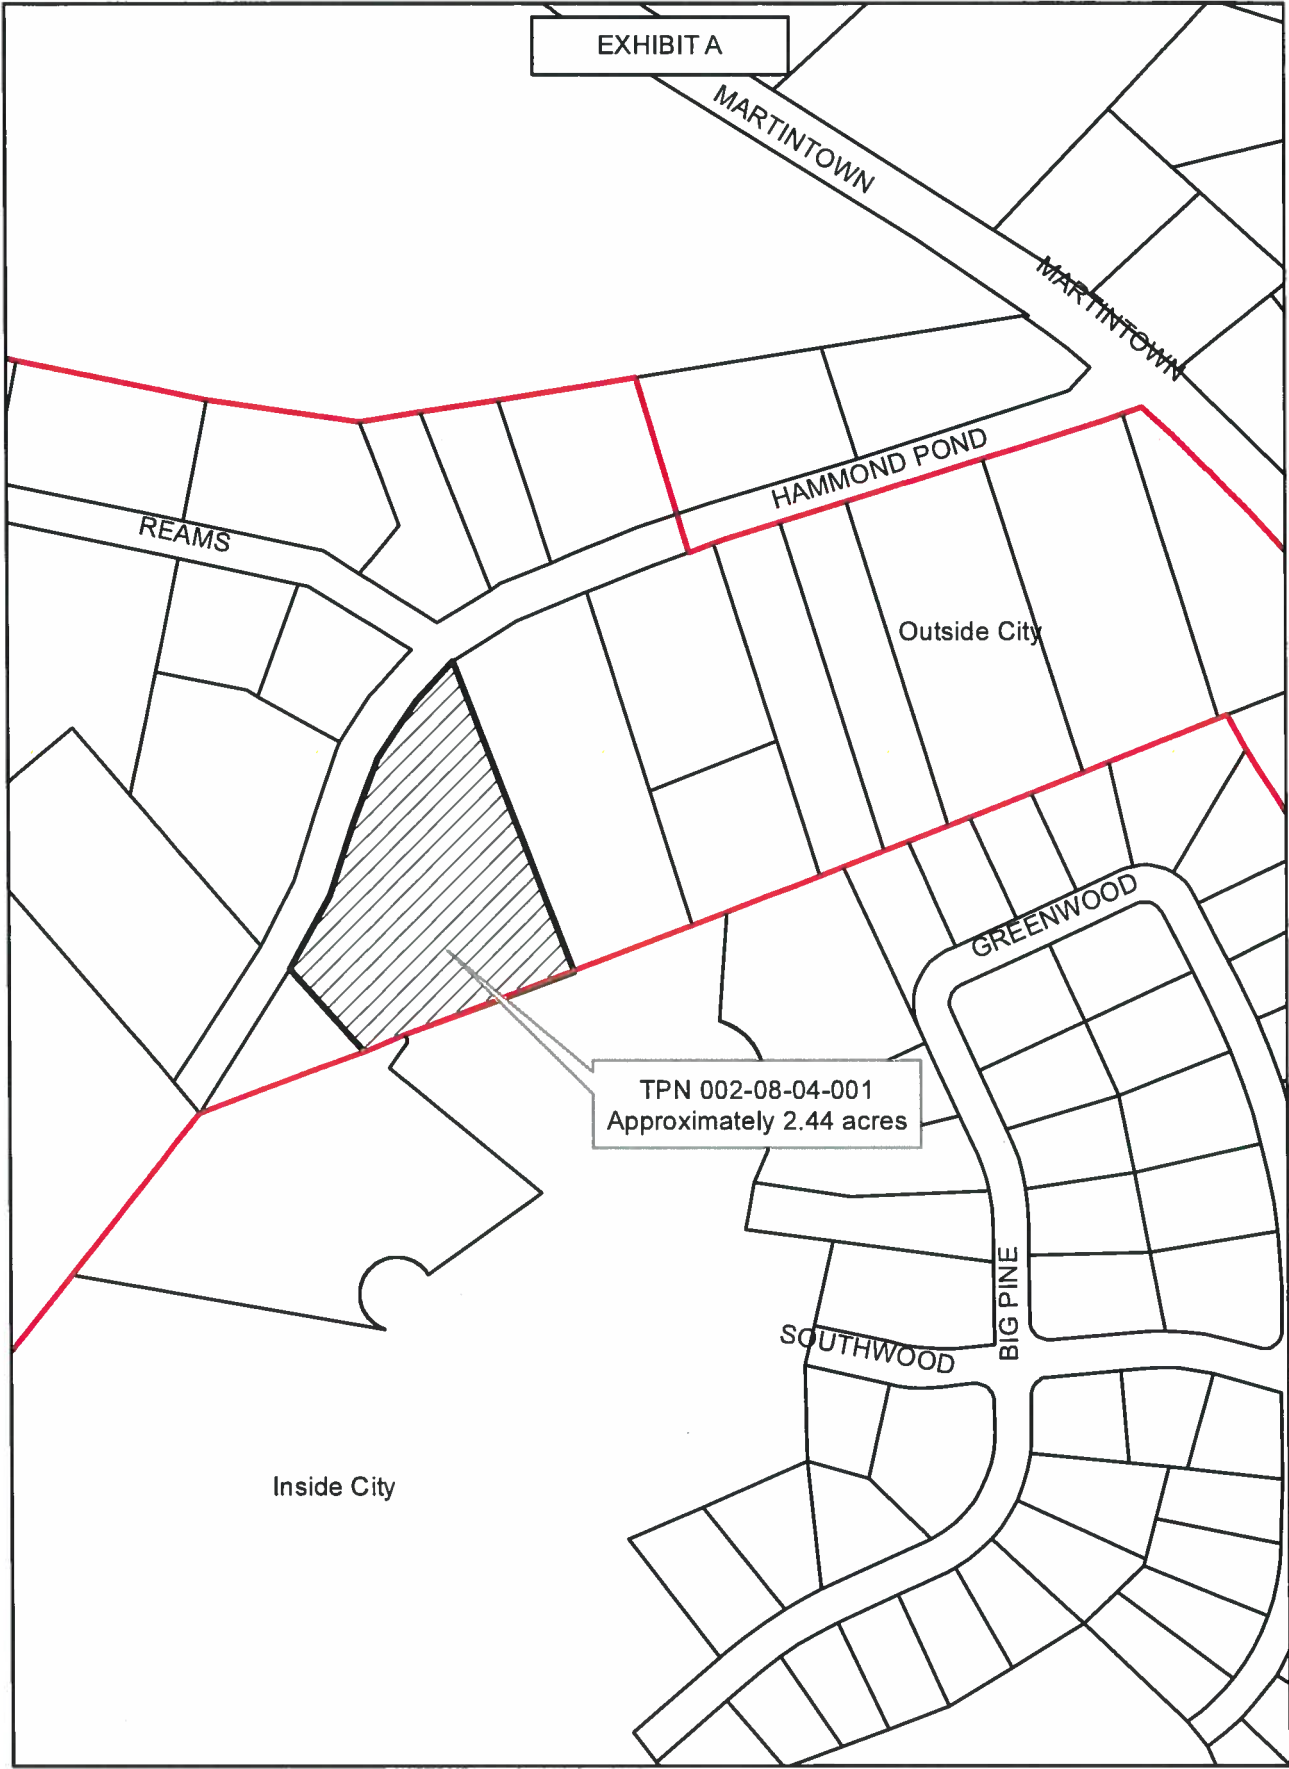 EXHIBIT A
MARTINTOWN
MARTINTOWN
HAMMOND POND
REAMS
Outside City
GREENWOOD
TPN 002-08-04-001
Approximately 2.44 acres
BIG PINE
SOUTHWOOD
Inside City